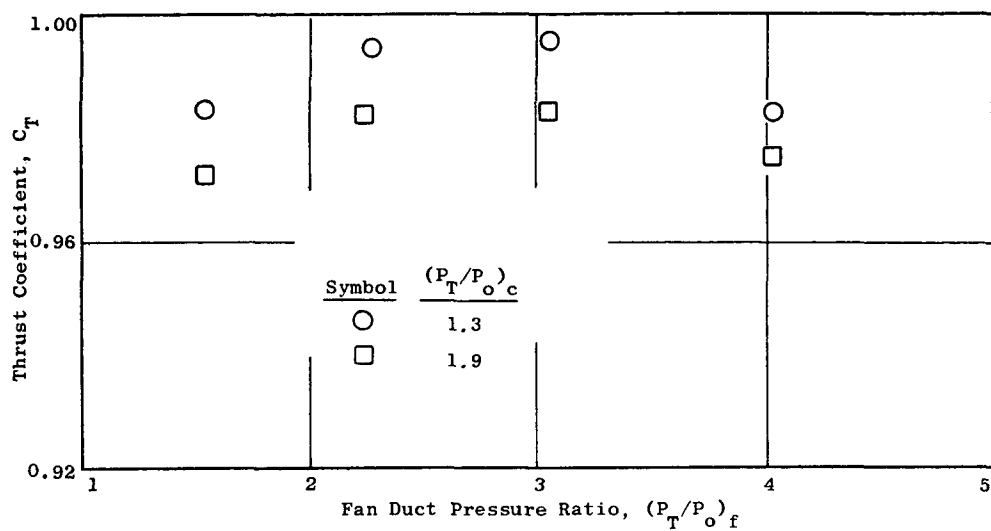 1.00
Thrust Coefficient, C_T
0.96
0.92
Symbol (P_T/P_o)_c
1.3
1.9
1 2 3 4 5
Fan Duct Pressure Ratio, (P_T/P_o)_f